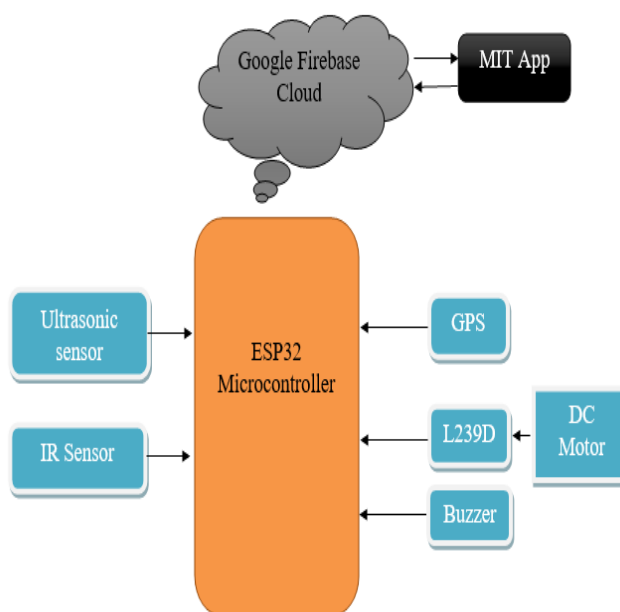 Google Firebase
Cloud
MIT App
Ultrasonic
sensor
ESP32
Microcontroller
GPS
IR Sensor
L239D
DC
Motor
Buzzer